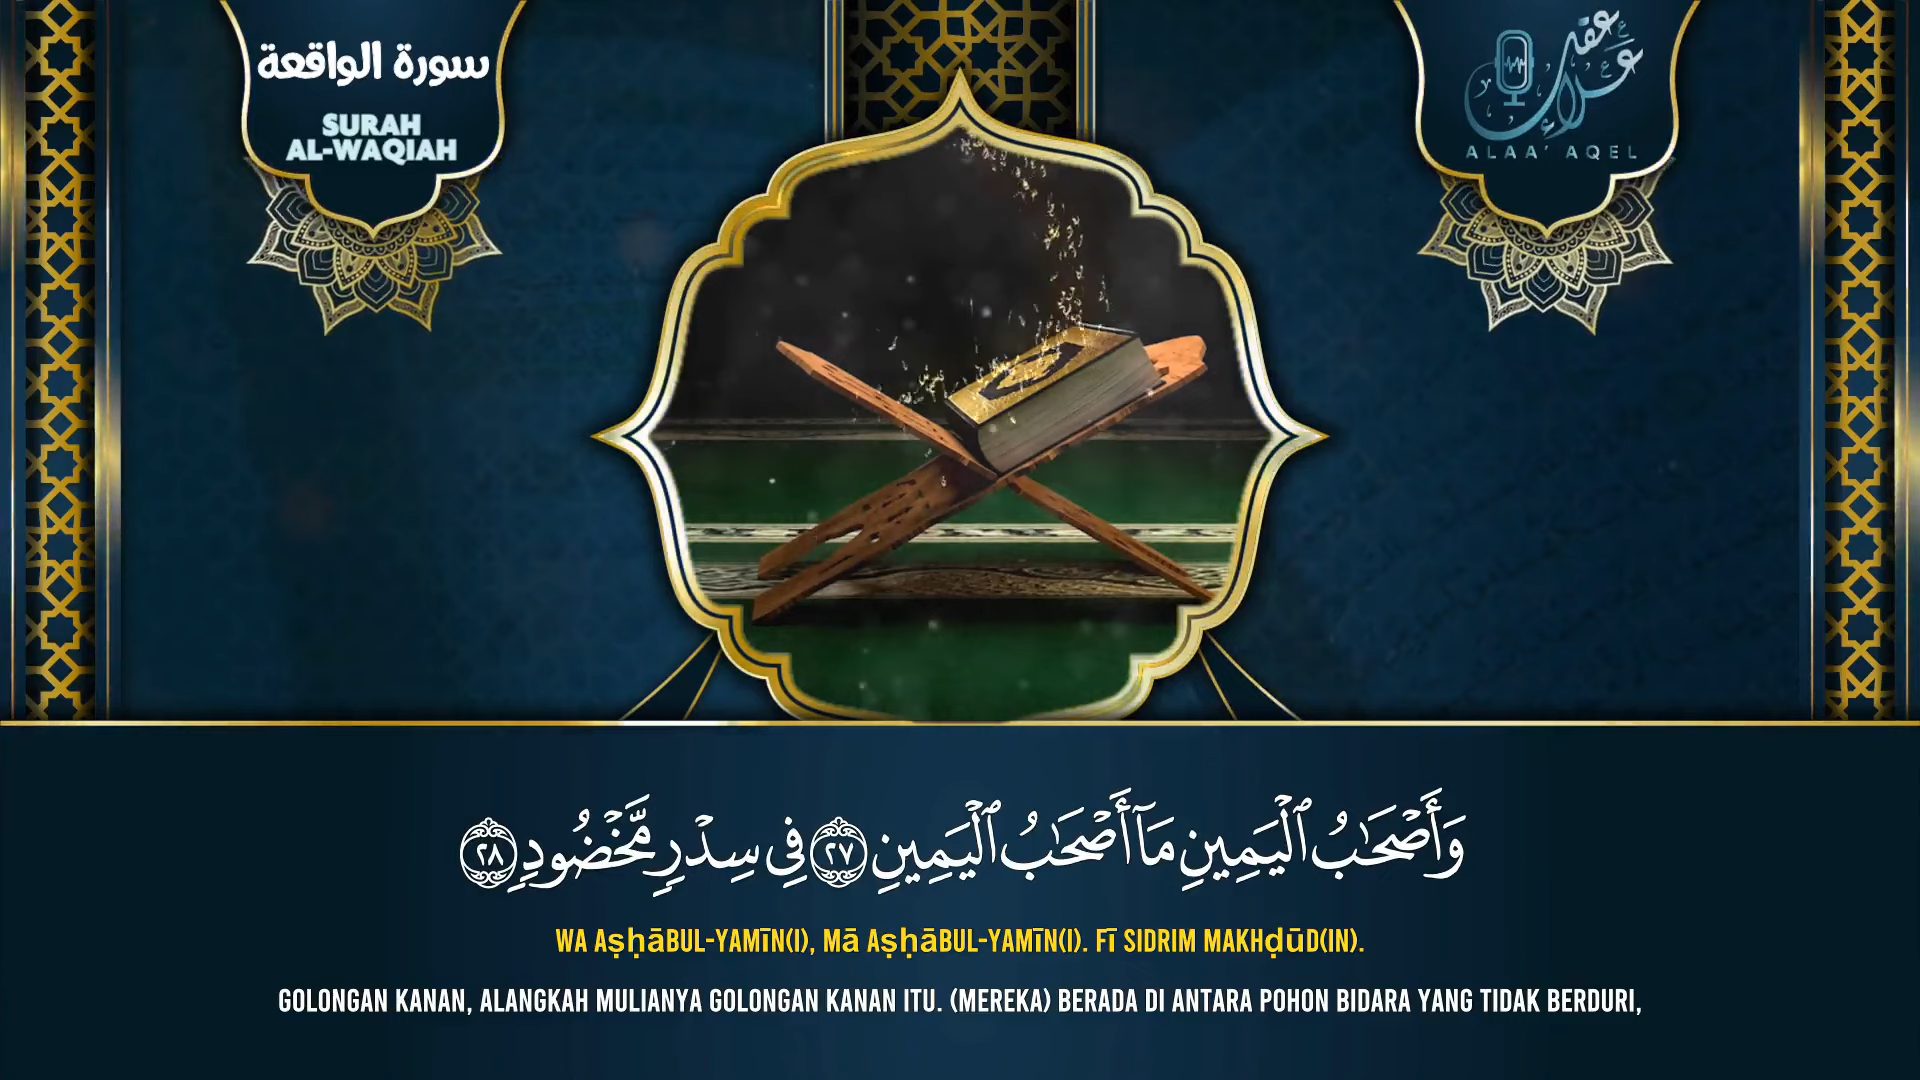 سورة الواقعة
SURAH
AL-WAQIAH
علاء عقل
ALAA' AQEL
وَأَصْحَـٰبُ ٱلْيَمِينِ مَآ أَصْحَـٰبُ ٱلْيَمِينِ ٢٧ فِى سِدْرٍ مَّخْضُودٍ ٢٨
WA AṣḥāBUL-YAMīN(I), Mā AṣḥāBUL-YAMīN(I). Fī SIDRIM MAKHḍūD(IN).
GOLONGAN KANAN, ALANGKAH MULIANYA GOLONGAN KANAN ITU. (MEREKA) BERADA DI ANTARA POHON BIDARA YANG TIDAK BERDURI,